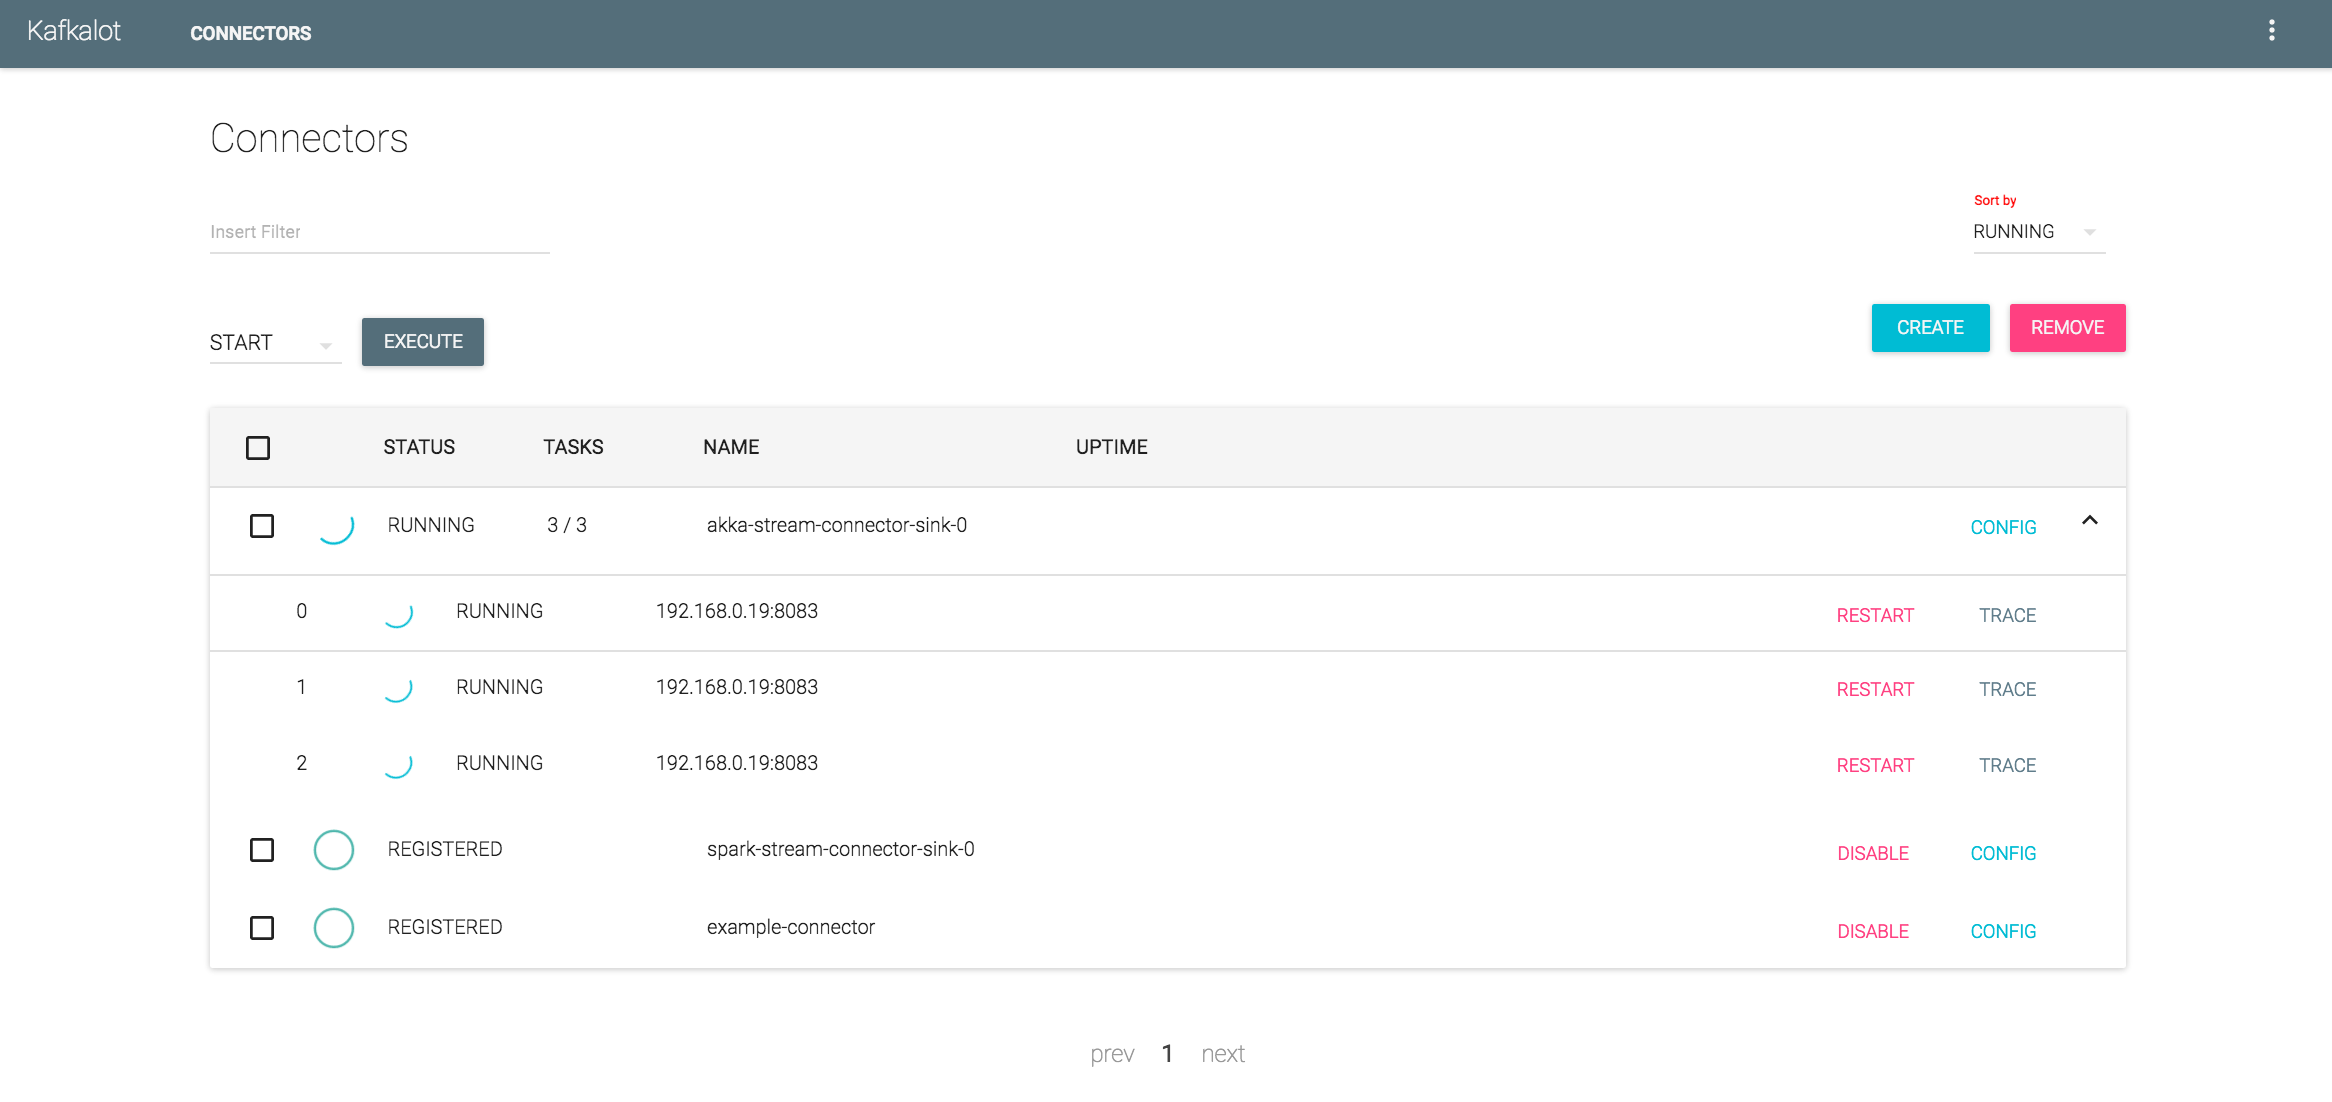 Kafkalot CONNECTORS
Connectors
Sort by
Insert Filter RUNNING
START EXECUTE CREATE REMOVE
STATUS TASKS NAME UPTIME
RUNNING 3 / 3 akka-stream-connector-sink-0 CONFIG
0 RUNNING 192.168.0.19:8083 RESTART TRACE
1 RUNNING 192.168.0.19:8083 RESTART TRACE
2 RUNNING 192.168.0.19:8083 RESTART TRACE
REGISTERED spark-stream-connector-sink-0 DISABLE CONFIG
REGISTERED example-connector DISABLE CONFIG
prev 1 next